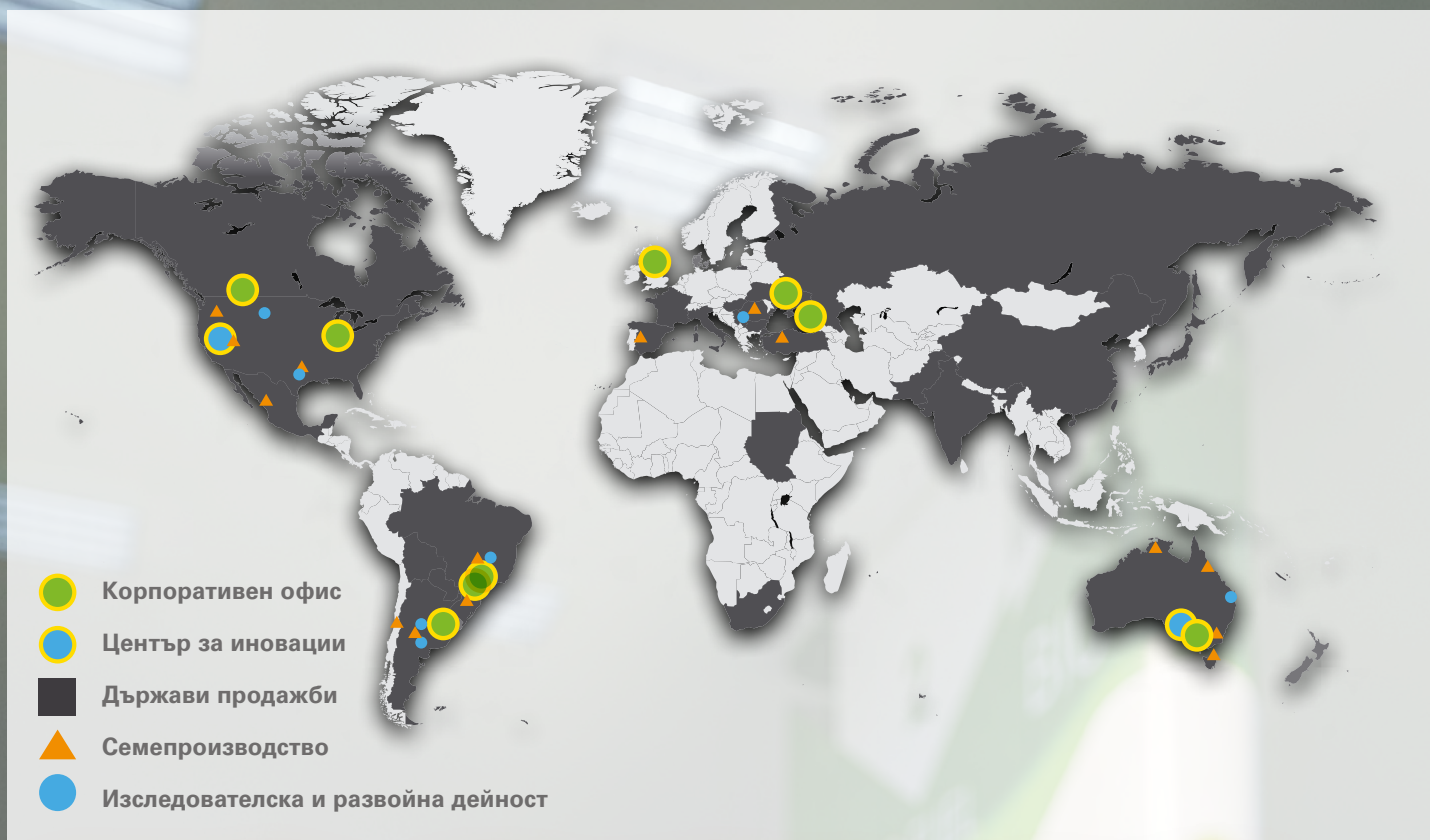 Корпоративен офис
Център за иновации
Държави продажби
Семепроизводство
Изследователска и развойна дейност